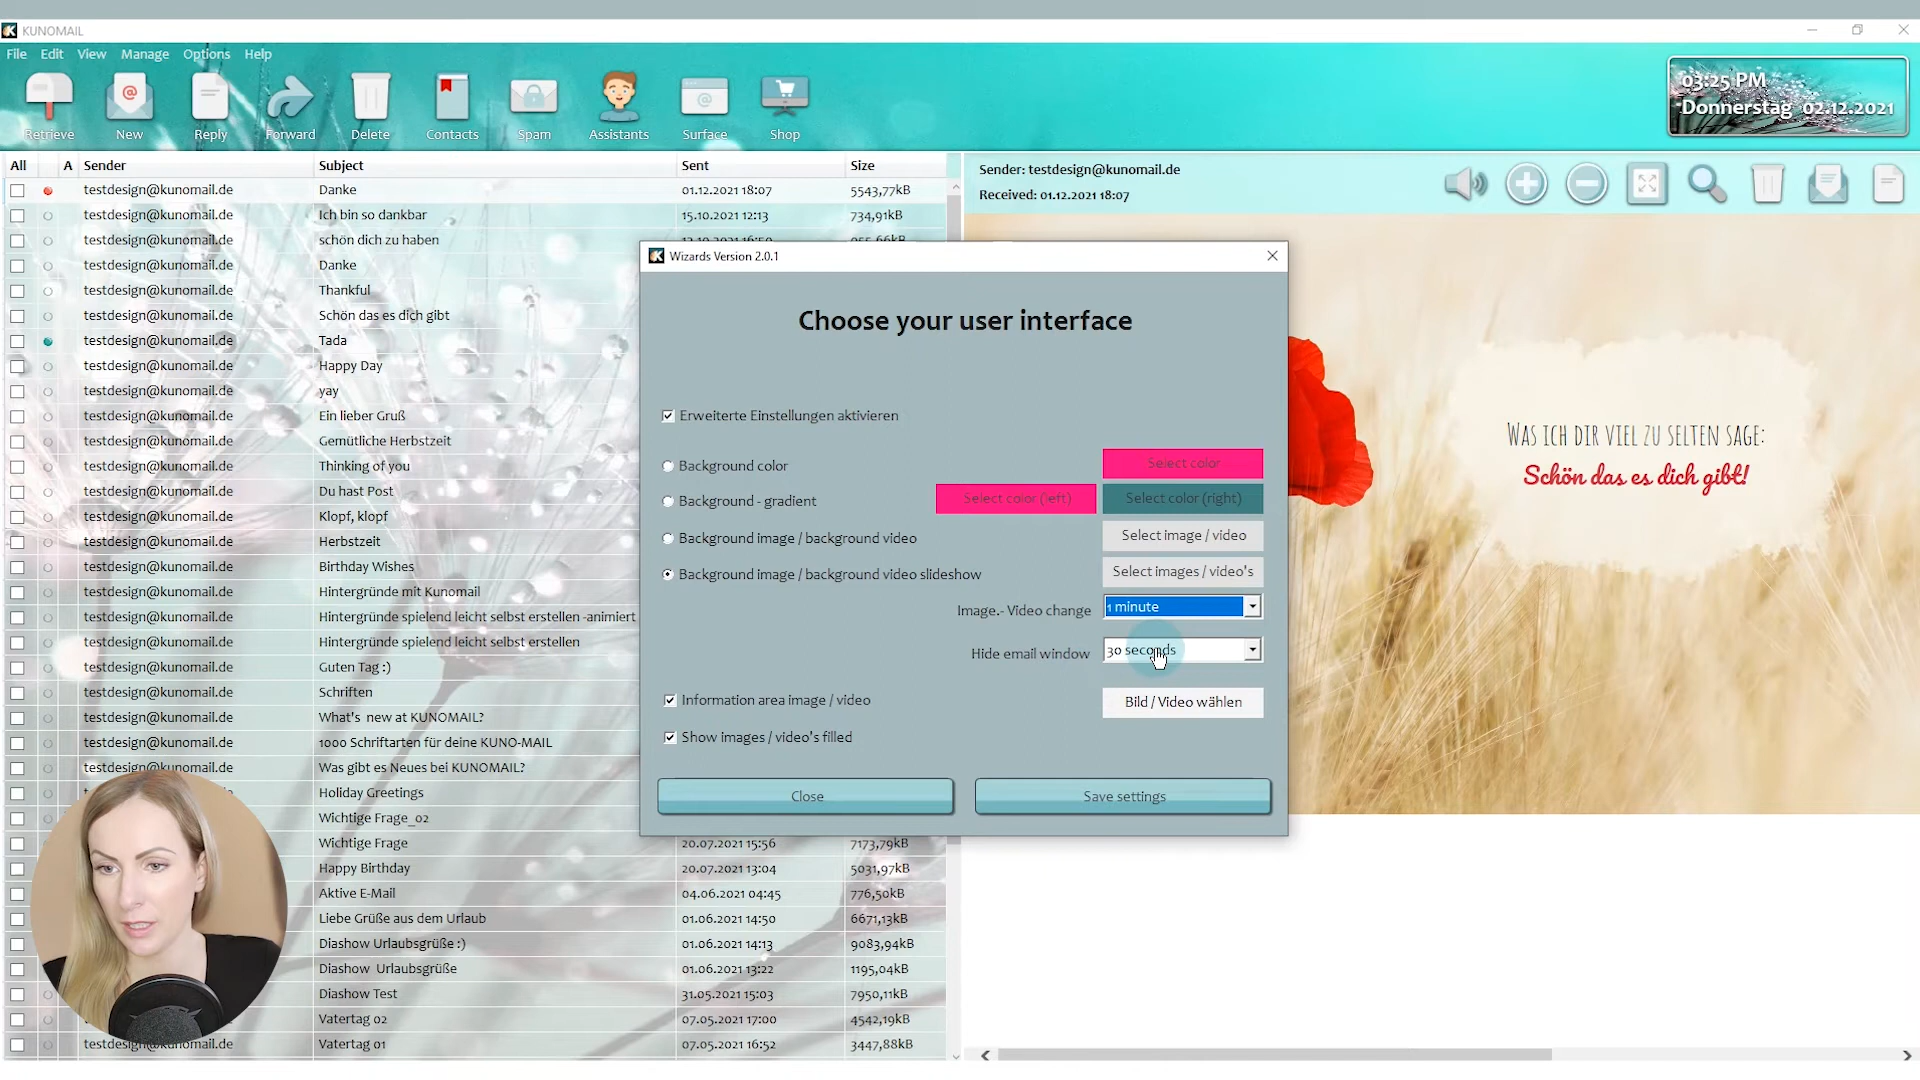 KUNOMAIL
File Edit View Manage Options Help
Retrieve New Reply Forward Delete Contacts Spam Assistants Surface Shop
03:25 PM
Donnerstag 02.12.2021
All A Sender Subject Sent Size
testdesign@kunomail.de Danke 01.12.2021 18:07 5543,77kB
testdesign@kunomail.de Ich bin so dankbar 15.10.2021 12:13 734,91kB
testdesign@kunomail.de schön dich zu haben 12.10.2021 16:50 955,66kB
testdesign@kunomail.de Danke
testdesign@kunomail.de Thankful
testdesign@kunomail.de Schön das es dich gibt
testdesign@kunomail.de Tada
testdesign@kunomail.de Happy Day
testdesign@kunomail.de yay
testdesign@kunomail.de Ein lieber Gruß
testdesign@kunomail.de Gemütliche Herbstzeit
testdesign@kunomail.de Thinking of you
testdesign@kunomail.de Du hast Post
testdesign@kunomail.de Klopf, klopf
testdesign@kunomail.de Herbstzeit
testdesign@kunomail.de Birthday Wishes
testdesign@kunomail.de Hintergründe mit Kunomail
testdesign@kunomail.de Hintergründe spielend leicht selbst erstellen -animiert
testdesign@kunomail.de Hintergründe spielend leicht selbst erstellen
testdesign@kunomail.de Guten Tag :)
testdesign@kunomail.de Schriften
testdesign@kunomail.de What's new at KUNOMAIL?
testdesign@kunomail.de 1000 Schriftarten für deine KUNO-MAIL
testdesign@kunomail.de Was gibt es Neues bei KUNOMAIL?
Holiday Greetings
Wichtige Frage_02
Wichtige Frage 20.07.2021 15:56 7173,79kB
Happy Birthday 20.07.2021 13:04 5031,97kB
Aktive E-Mail 04.06.2021 04:45 776,50kB
Liebe Grüße aus dem Urlaub 01.06.2021 14:50 6671,13kB
Diashow Urlaubsgrüße :) 01.06.2021 14:13 9083,94kB
Diashow Urlaubsgrüße 01.06.2021 13:22 1195,04kB
Diashow Test 31.05.2021 15:03 7950,11kB
Vatertag 02 07.05.2021 17:00 4542,19kB
testdesign@kunomail.de Vatertag 01 07.05.2021 16:52 3447,88kB
Sender: testdesign@kunomail.de
Received: 01.12.2021 18:07
Was ich dir viel zu selten sage:
Schön das es dich gibt!
Wizards Version 2.0.1
Choose your user interface
Erweiterte Einstellungen aktivieren
Background color Select color
Background - gradient Select color (left) Select color (right)
Background image / background video Select image / video
Background image / background video slideshow Select images / video's
Image.- Video change 1 minute
Hide email window 30 seconds
Information area image / video Bild / Video wählen
Show images / video's filled
Close Save settings